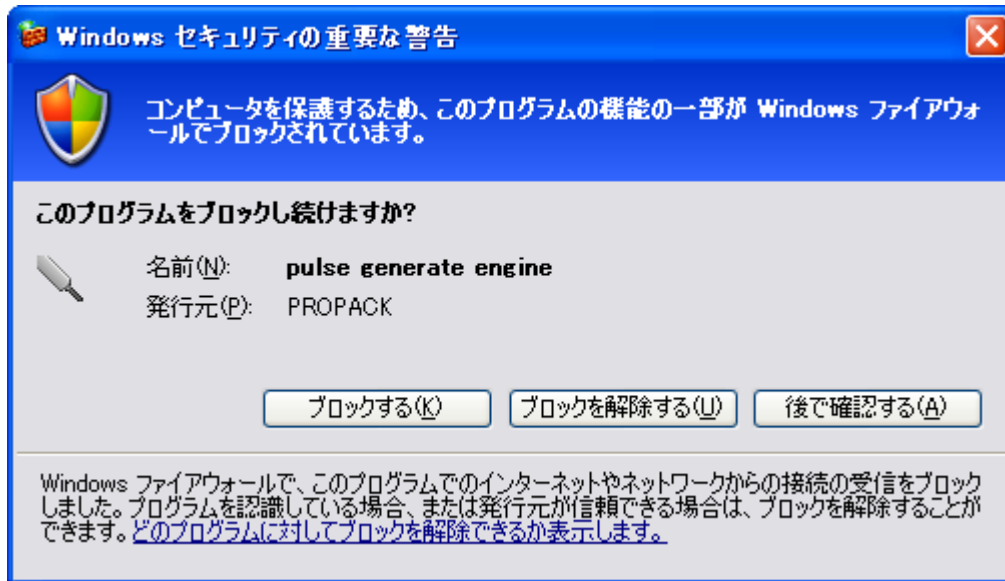 Windows セキュリティの重要な警告
コンピュータを保護するため、このプログラムの機能の一部が Windows ファイアウォ
ールでブロックされています。
このプログラムをブロックし続けますか?
名前(N): pulse generate engine
発行元(P): PROPACK
ブロックする(K) ブロックを解除する(U) 後で確認する(A)
Windows ファイアウォールで、このプログラムでのインターネットやネットワークからの接続の受信をブロック
しました。プログラムを認識している場合、または発行元が信頼できる場合は、ブロックを解除することが
できます。どのプログラムに対してブロックを解除できるか表示します。